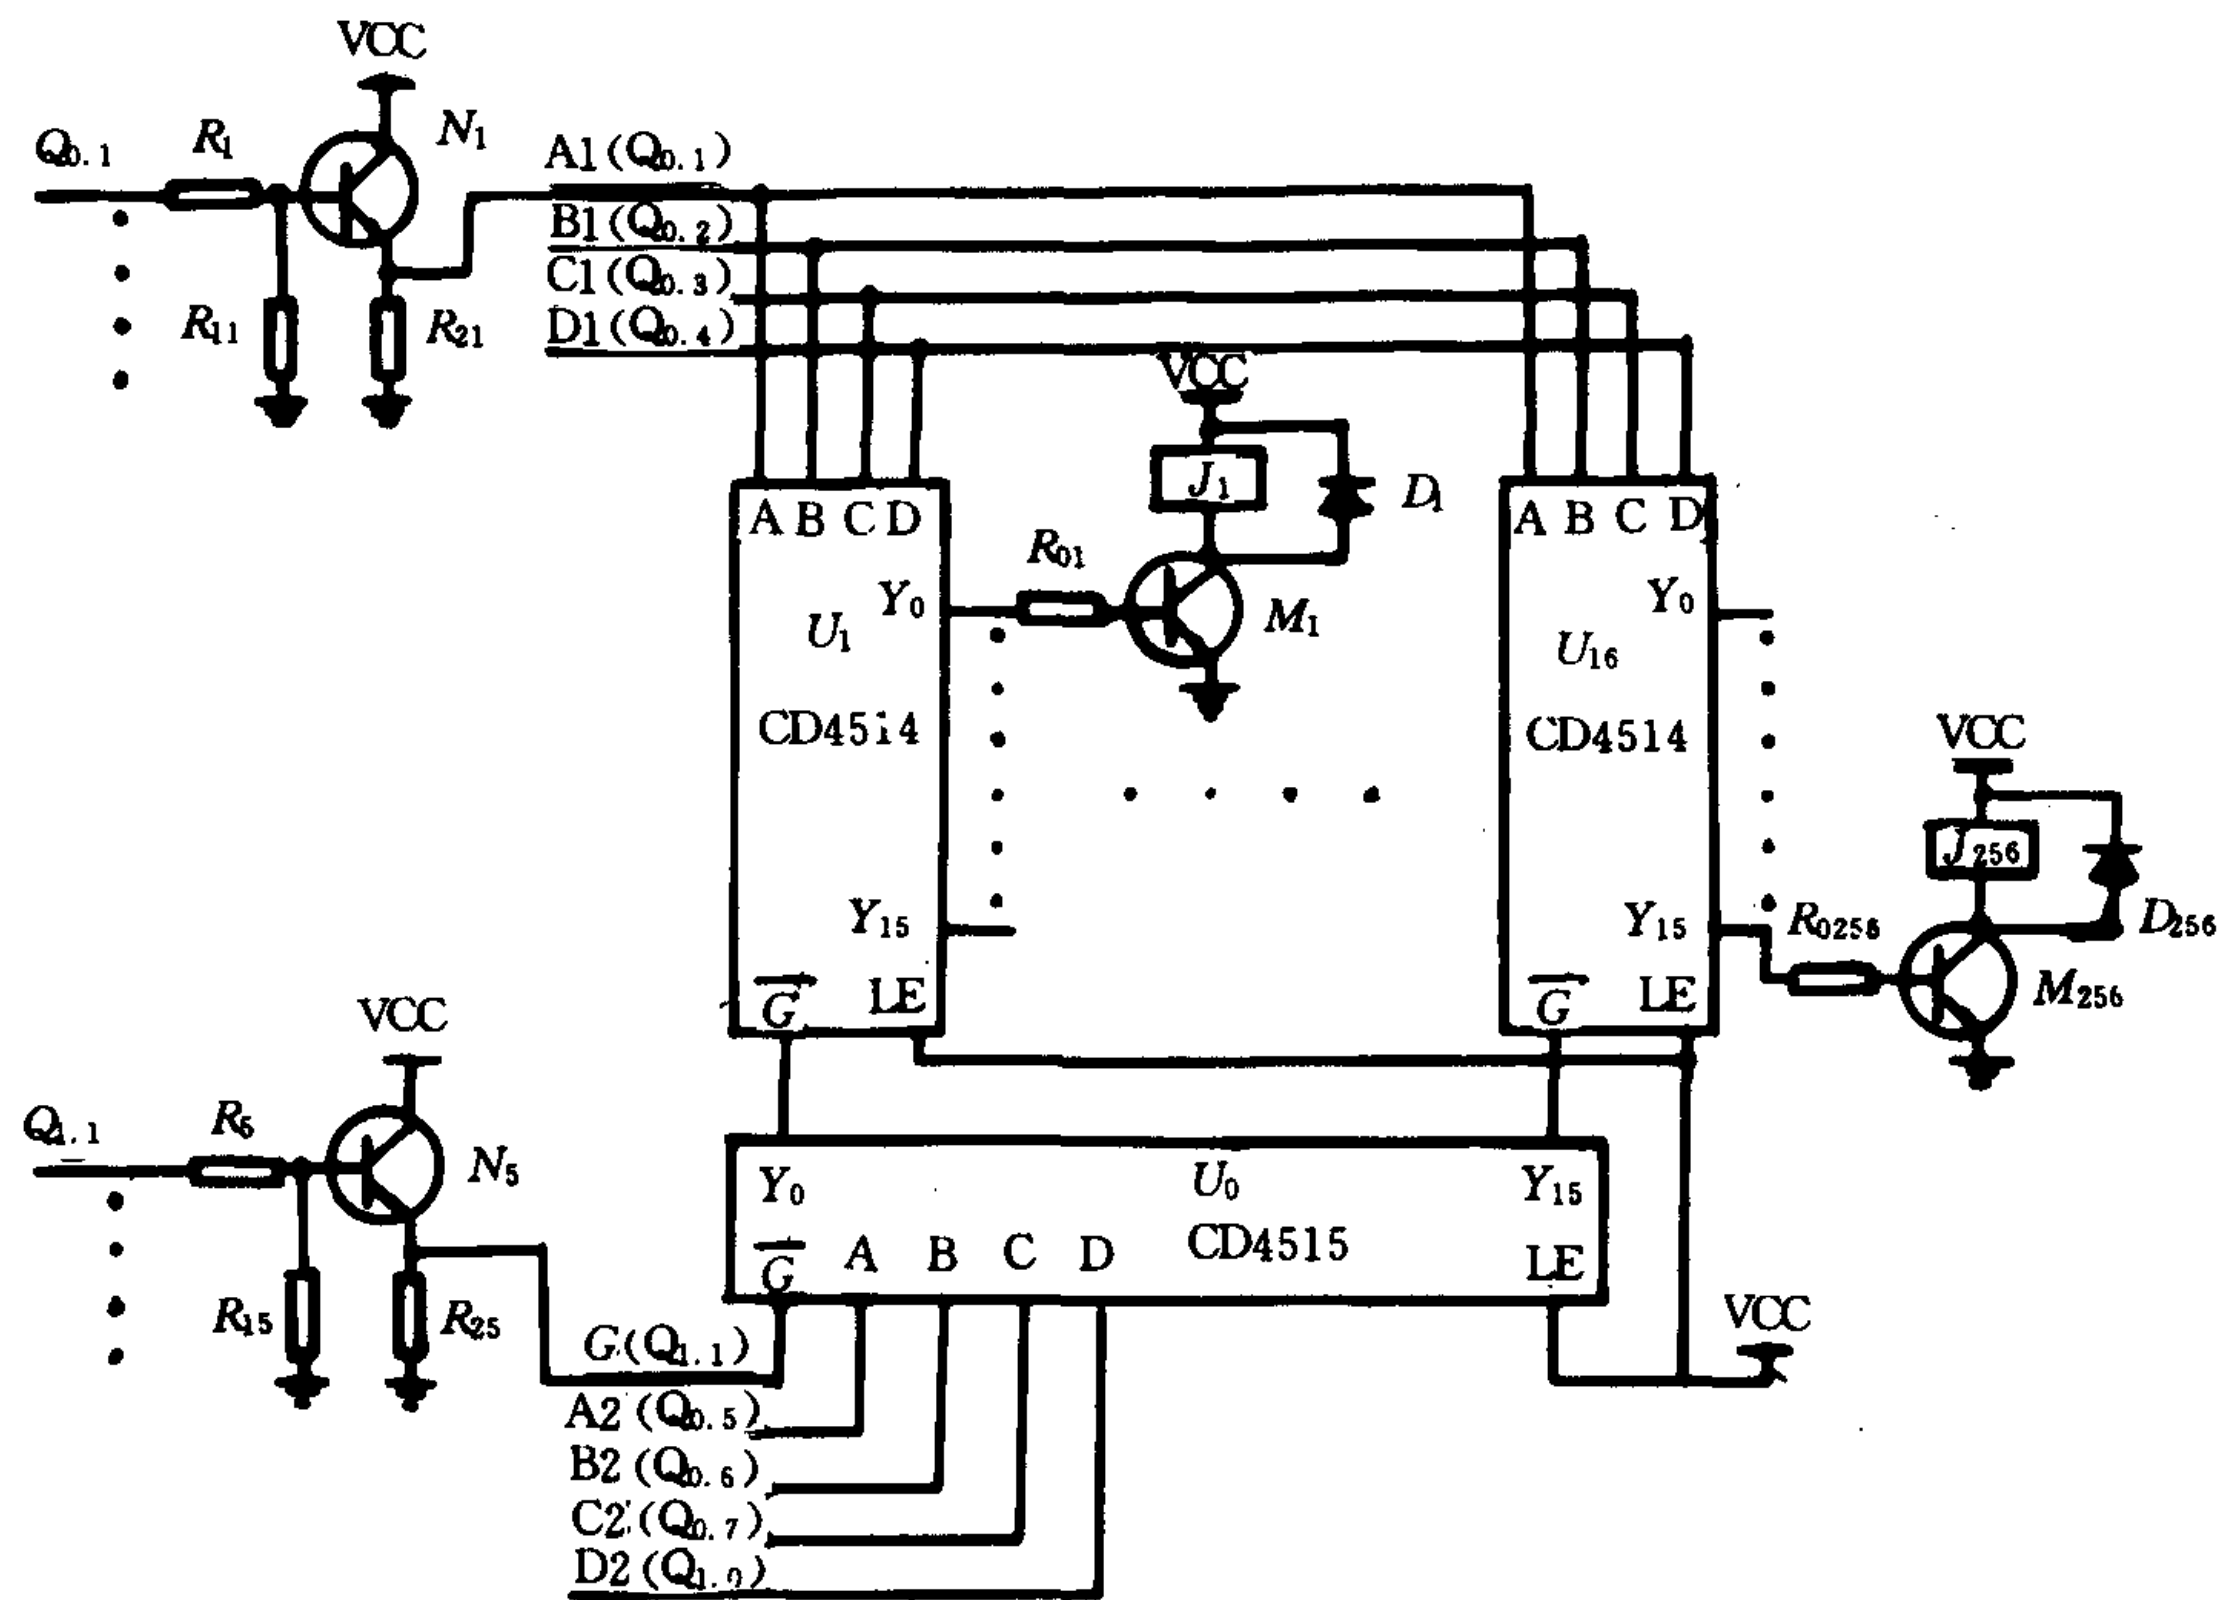 VCC
Q0.1
R1
N1
R11
R21
A1(Q0.1)
B1(Q0.2)
C1(Q0.3)
D1(Q0.4)
VCC
J1
D1
R01
M1
A B C D
Y0
U1
CD4514
Y15
G LE
A B C D
Y0
U16
CD4514
Y15
G LE
VCC
J256
D256
R0256
M256
VCC
Q1.1
R5
N5
R15
R25
Y0
U0
Y15
CD4515
G A B C D
LE
VCC
G(Q1.1)
A2(Q0.5)
B2(Q0.6)
C2(Q0.7)
D2(Q1.0)